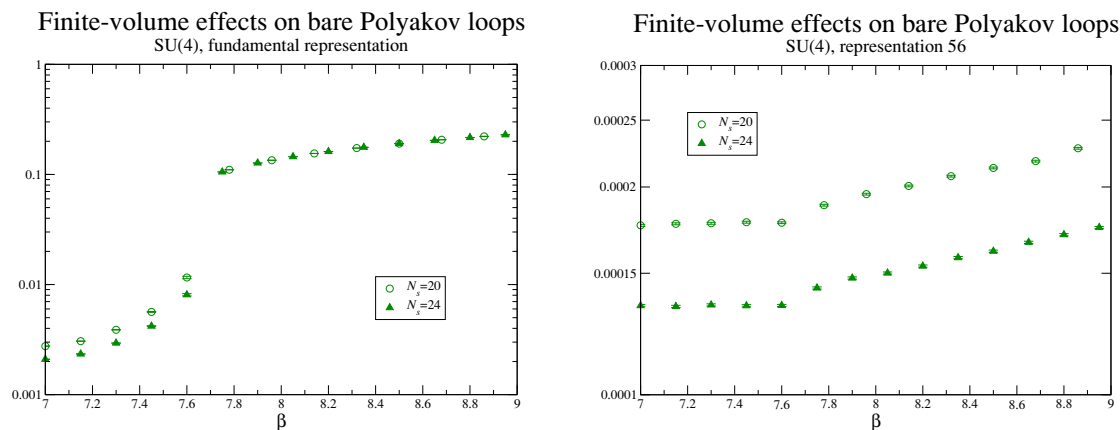 Finite-volume effects on bare Polyakov loops
SU(4), fundamental representation
1
0.1
0.01
0.001
N_s=20
N_s=24
7 7.2 7.4 7.6 7.8 8 8.2 8.4 8.6 8.8 9
β
Finite-volume effects on bare Polyakov loops
SU(4), representation 56
0.0003
0.00025
0.0002
0.00015
0.0001
N_s=20
N_s=24
7 7.2 7.4 7.6 7.8 8 8.2 8.4 8.6 8.8 9
β